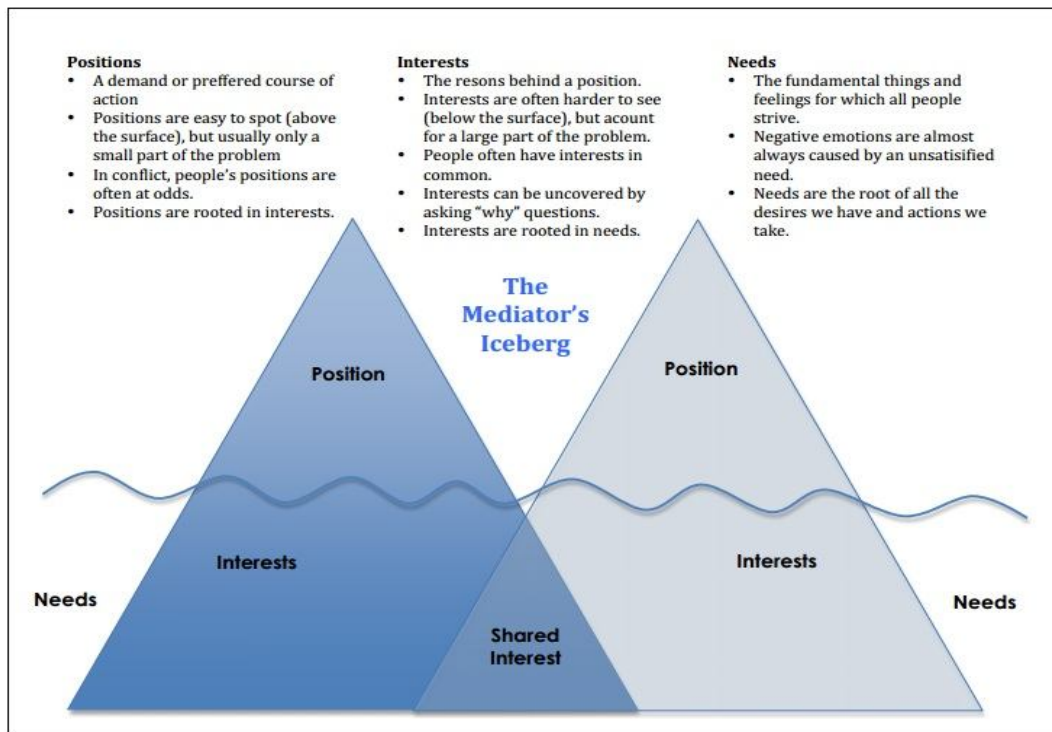 Positions
• A demand or preffered course of
action
• Positions are easy to spot (above
the surface), but usually only a
small part of the problem
• In conflict, people's positions are
often at odds.
• Positions are rooted in interests.
Interests
• The resons behind a position.
• Interests are often harder to see
(below the surface), but acount
for a large part of the problem.
• People often have interests in
common.
• Interests can be uncovered by
asking “why” questions.
• Interests are rooted in needs.
Needs
• The fundamental things and
feelings for which all people
strive.
• Negative emotions are almost
always caused by an unsatisified
need.
• Needs are the root of all the
desires we have and actions we
take.
The
Mediator's
Iceberg
Position
Position
Interests
Interests
Needs
Needs
Shared
Interest